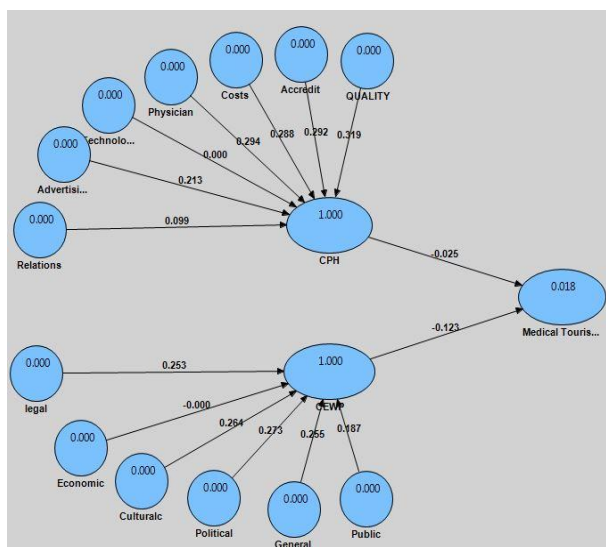 0.000
Relations
0.000
Advertisi...
0.000
Technolo...
0.000
Physician
0.000
Costs
0.000
Accredit
0.000
QUALITY
0.099
0.213
0.000
0.294
0.288
0.292
0.319
1.000
CPH
-0.025
0.018
Medical Touris...
-0.123
1.000
CEWP
0.253
-0.000
0.264
0.273
0.255
0.187
0.000
legal
0.000
Economic
0.000
Culturalc
0.000
Political
0.000
General
0.000
Public